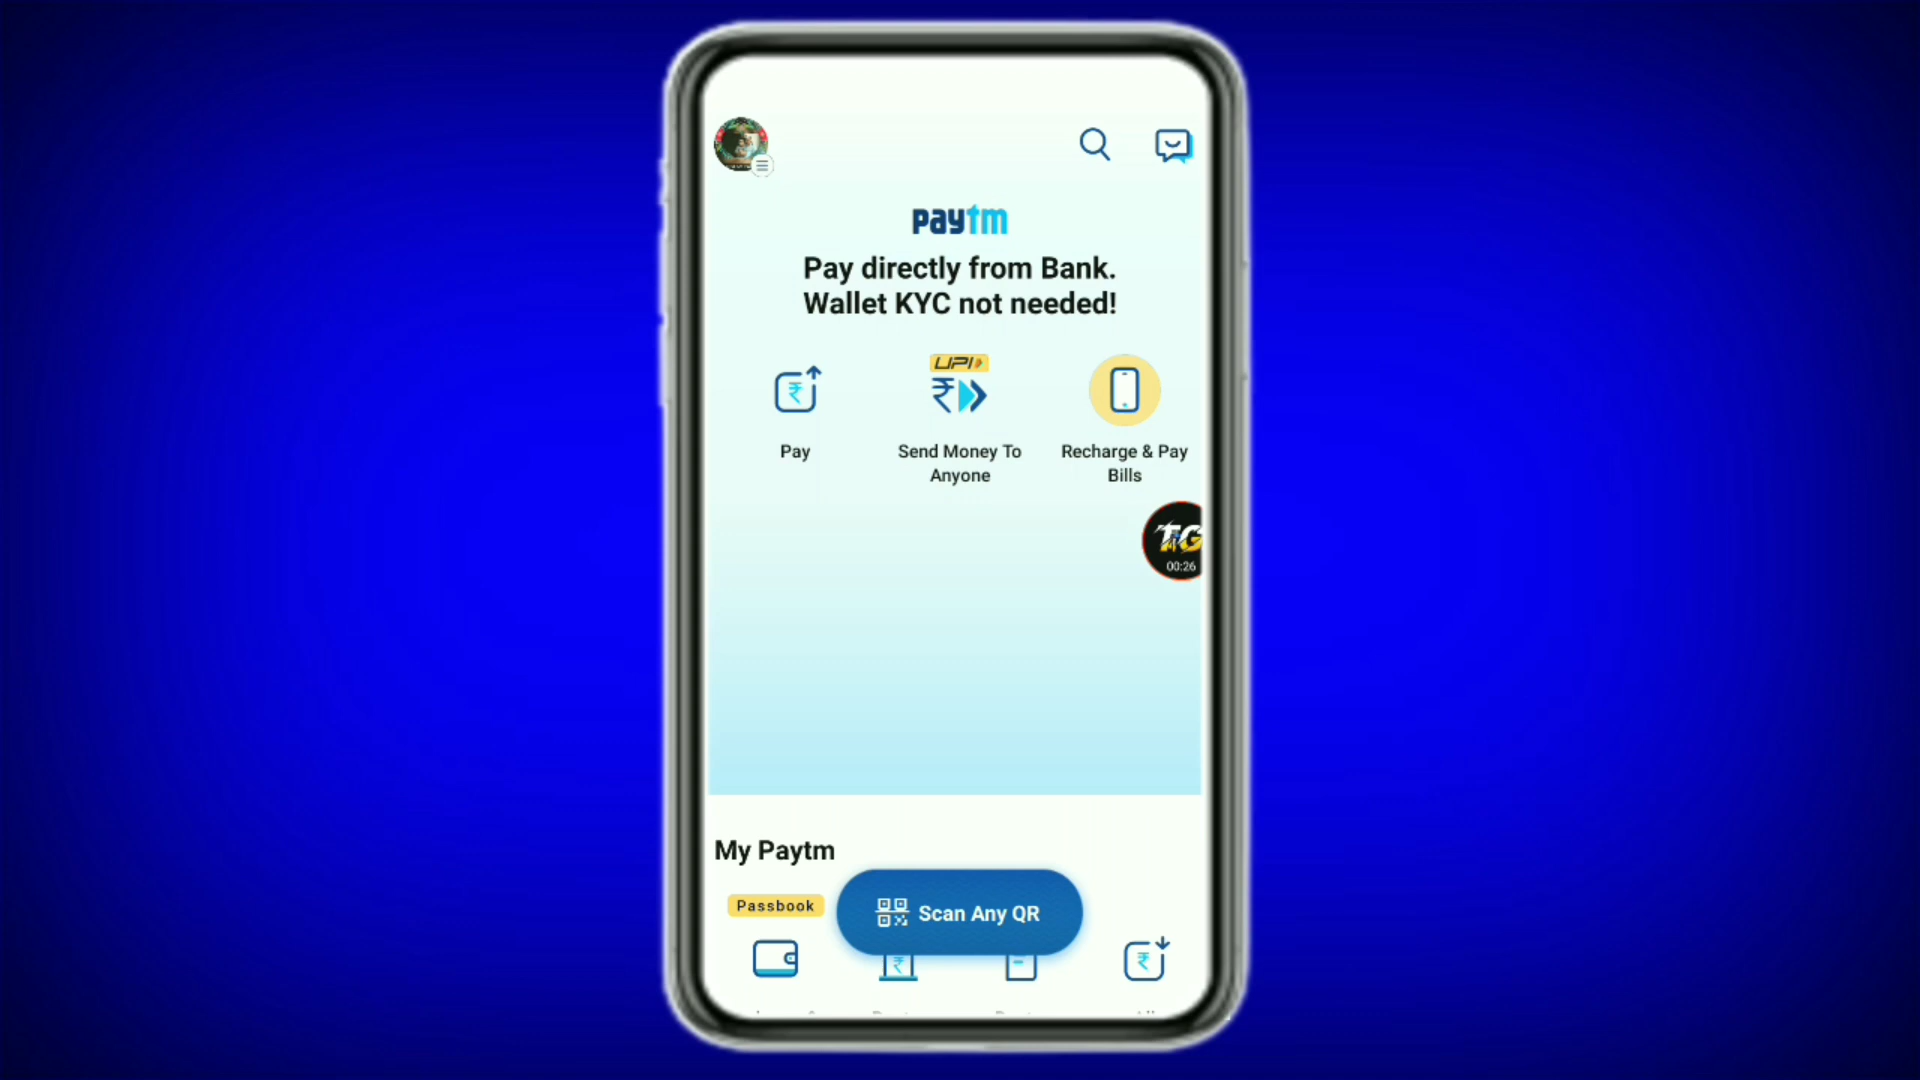 paytm
Pay directly from Bank.
Wallet KYC not needed!
UPI
Pay
Send Money To
Anyone
Recharge & Pay
Bills
TG
00:26
My Paytm
Passbook
Scan Any QR